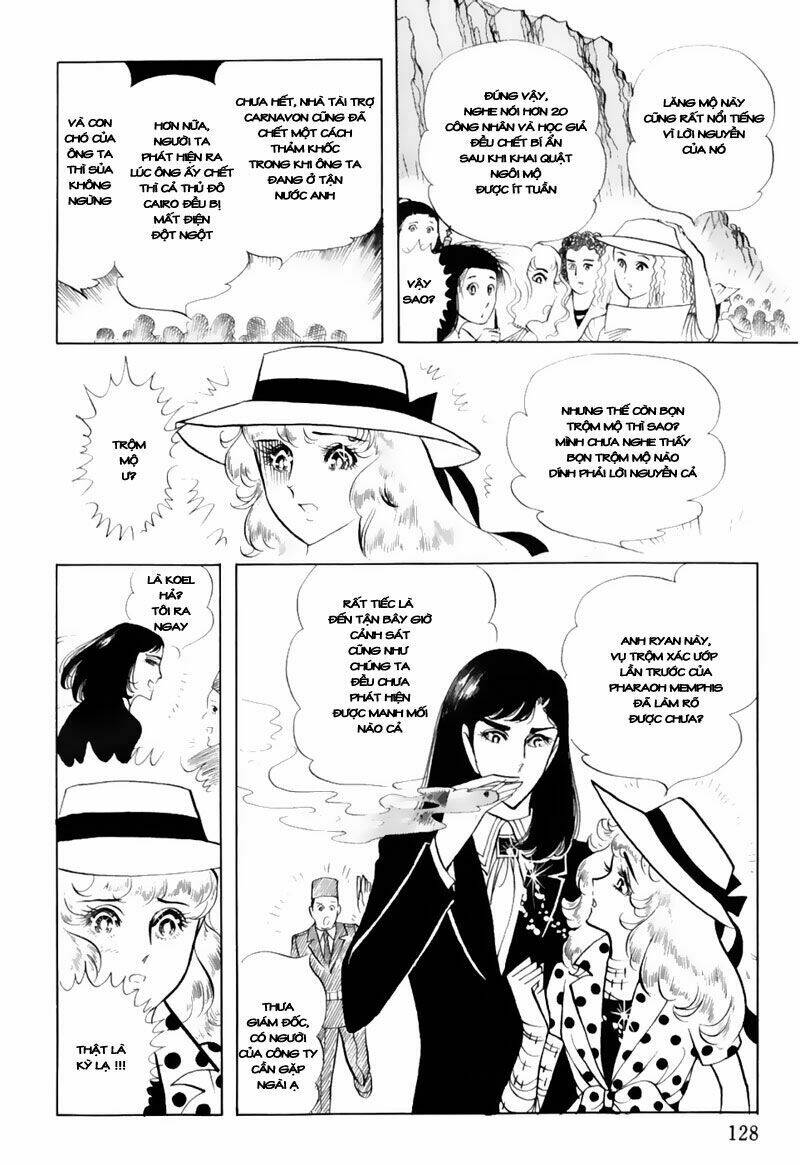 LĂNG MỘ NÀY
CŨNG RẤT NỔI TIẾNG
VÌ LỜI NGUYỀN
CỦA NÓ
ĐÚNG VẬY,
NGHE NÓI HƠN 20
CÔNG NHÂN VÀ HỌC GIẢ
ĐỀU CHẾT BÍ ẨN
SAU KHI KHAI QUẬT
NGÔI MỘ
ĐƯỢC ÍT TUẦN
VẬY
SAO?
CHƯA HẾT, NHÀ TÀI TRỢ
CARNAVON CŨNG ĐÃ
CHẾT MỘT CÁCH
THẢM KHỐC
TRONG KHI ÔNG TA
ĐANG Ở TẬN
NƯỚC ANH
HƠN NỮA,
NGƯỜI TA
PHÁT HIỆN RA
LÚC ÔNG ẤY CHẾT
THÌ CẢ THỦ ĐÔ
CAIRO ĐỀU BỊ
MẤT ĐIỆN
ĐỘT NGỘT
VÀ CON
CHÓ CỦA
ÔNG TA
THÌ SỦA
KHÔNG
NGỪNG
NHƯNG THẾ CÒN BỌN
TRỘM MỘ THÌ SAO?
MÌNH CHƯA NGHE THẤY
BỌN TRỘM MỘ NÀO
DÍNH PHẢI LỜI NGUYỀN CẢ
TRỘM
MỘ
Ư?
ANH RYAN NÀY,
VỤ TRỘM XÁC ƯỚP
LẦN TRƯỚC CỦA
PHARAOH MEMPHIS
ĐÃ LÀM RÕ
ĐƯỢC CHƯA?
RẤT TIẾC LÀ
ĐẾN TẬN BÂY GIỜ
CẢNH SÁT
CŨNG NHƯ
CHÚNG TA
ĐỀU CHƯA
PHÁT HIỆN
ĐƯỢC MANH MỐI
NÀO CẢ
THƯA
GIÁM ĐỐC,
CÓ NGƯỜI
CỦA CÔNG TY
CẦN GẶP
NGÀI Ạ
LÀ KOEL
HẢ?
TÔI RA
NGAY
THẬT LÀ
KỲ LẠ !!!
128